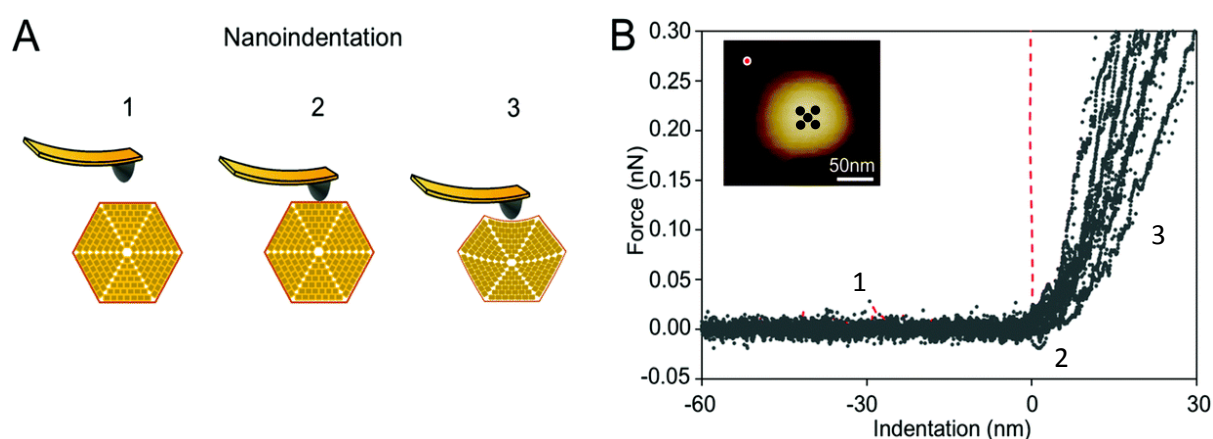 A
Nanoindentation
1 2 3
B
Force (nN)
0.30
0.25
0.20
0.15
0.10
0.05
0.00
-0.05
50nm
1
2
3
-60 -30 0 30
Indentation (nm)